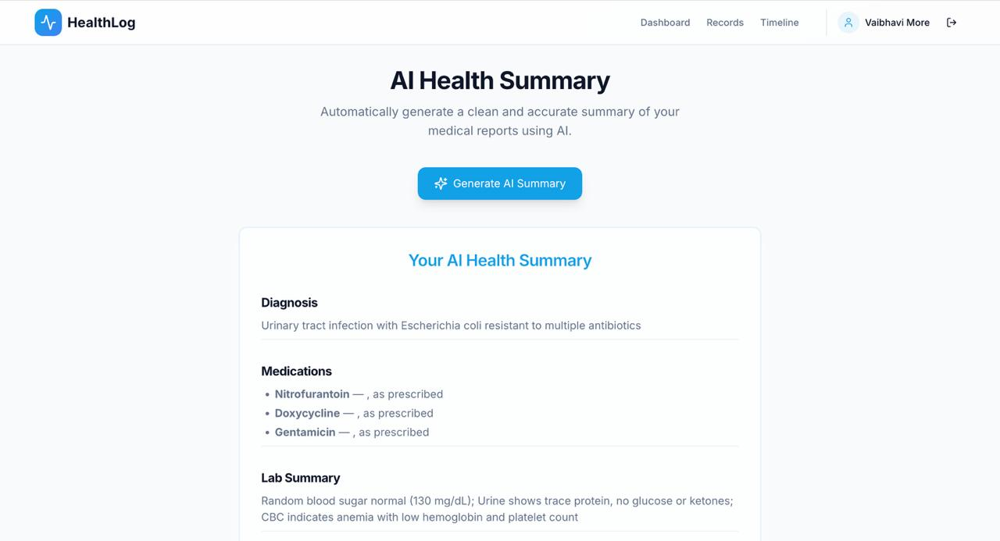 HealthLog
Dashboard
Records
Timeline
Vaibhavi More
AI Health Summary
Automatically generate a clean and accurate summary of your
medical reports using AI.
Generate AI Summary
Your AI Health Summary
Diagnosis
Urinary tract infection with Escherichia coli resistant to multiple antibiotics
Medications
• Nitrofurantoin — , as prescribed
• Doxycycline — , as prescribed
• Gentamicin — , as prescribed
Lab Summary
Random blood sugar normal (130 mg/dL); Urine shows trace protein, no glucose or ketones;
CBC indicates anemia with low hemoglobin and platelet count